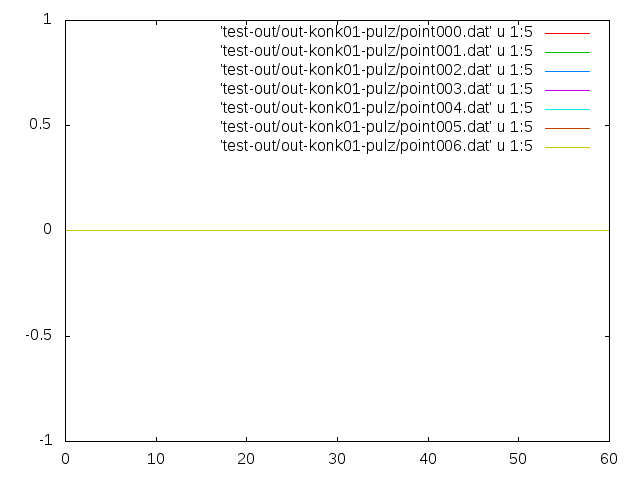 1
'test-out/out-konk01-pulz/point000.dat' u 1:5
'test-out/out-konk01-pulz/point001.dat' u 1:5
'test-out/out-konk01-pulz/point002.dat' u 1:5
'test-out/out-konk01-pulz/point003.dat' u 1:5
'test-out/out-konk01-pulz/point004.dat' u 1:5
0.5
'test-out/out-konk01-pulz/point005.dat' u 1:5
'test-out/out-konk01-pulz/point006.dat' u 1:5
0
-0.5
-1
0 10 20 30 40 50 60